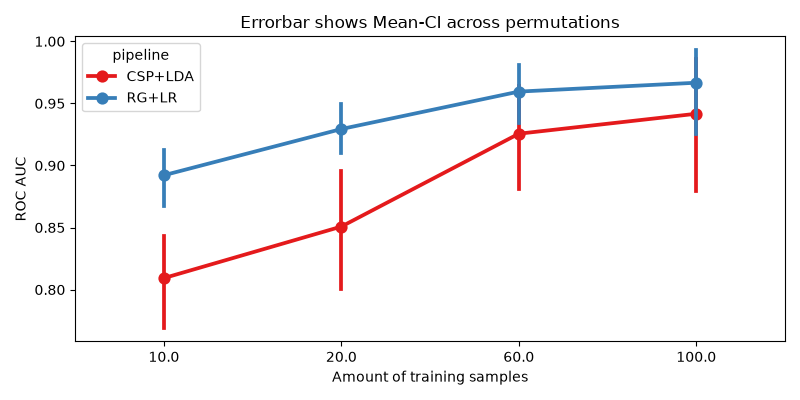 Errorbar shows Mean-CI across permutations
pipeline
CSP+LDA
RG+LR
ROC AUC
1.00
0.95
0.90
0.85
0.80
10.0 20.0 60.0 100.0
Amount of training samples